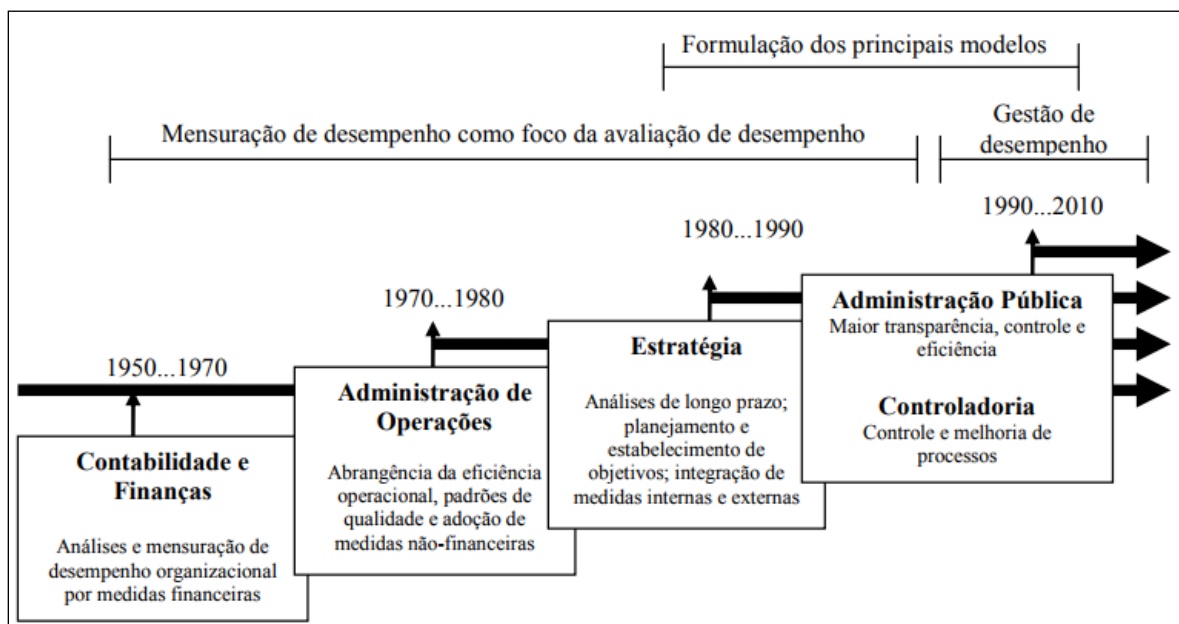 Formulação dos principais modelos
Mensuração de desempenho como foco da avaliação de desempenho
Gestão de
desempenho
1990...2010
1980...1990
1970...1980
1950...1970
Contabilidade e
Finanças
Análises e mensuração de
desempenho organizacional
por medidas financeiras
Administração de
Operações
Abrangência da eficiência
operacional, padrões de
qualidade e adoção de
medidas não-financeiras
Estratégia
Análises de longo prazo;
planejamento e
estabelecimento de
objetivos; integração de
medidas internas e externas
Administração Pública
Maior transparência, controle e
eficiência
Controladoria
Controle e melhoria de
processos